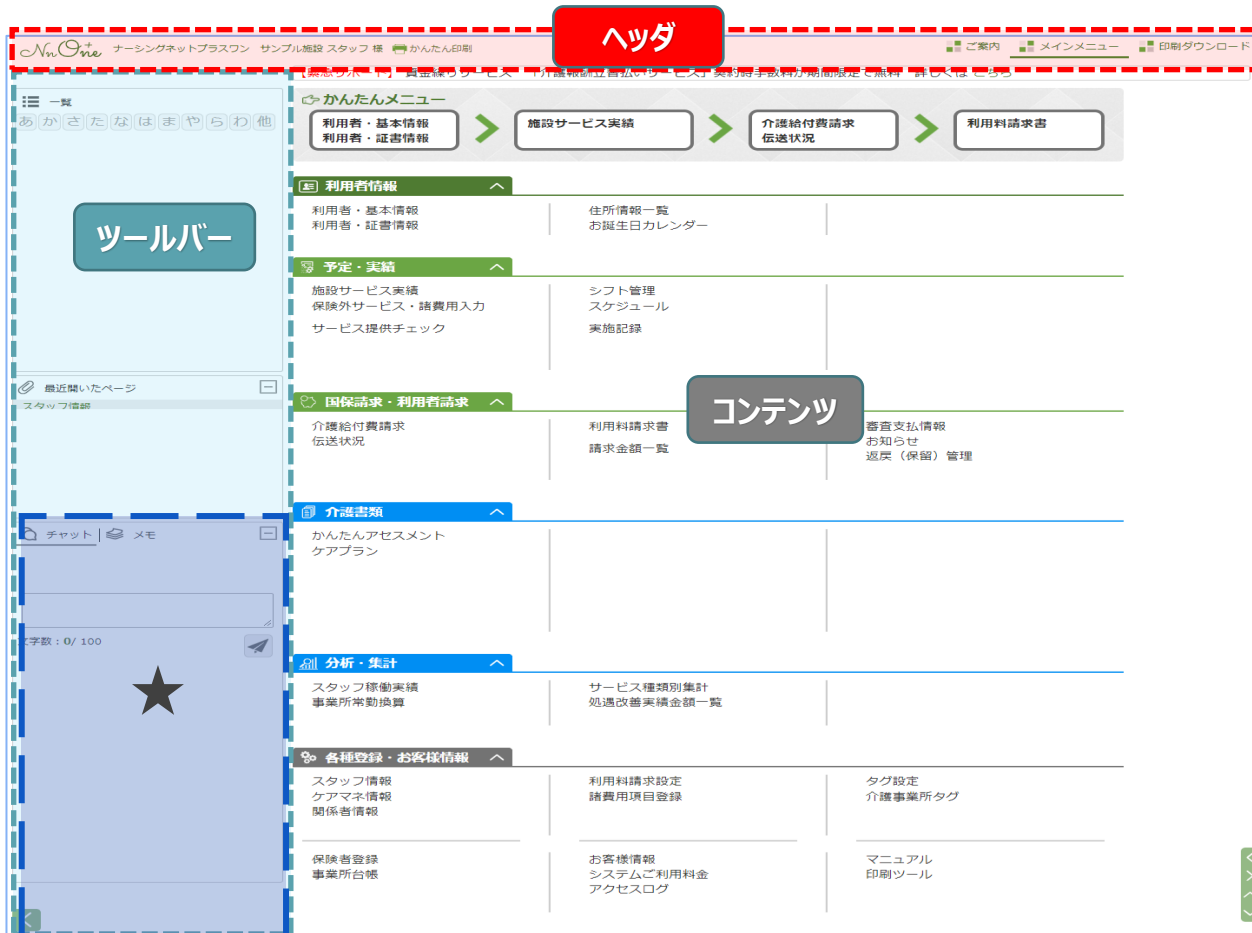 ヘッダ
NnOne+ ナーシングネットプラスワン サンプル施設 スタッフ 様 かんたん印刷 ご案内 メインメニュー 印刷ダウンロード
一覧
あ か さ た な は ま や ら わ 他
ツールバー
最近開いたページ
スタッフ情報
チャット メモ
文字数：0/ 100
かんたんメニュー
利用者・基本情報
利用者・証書情報
施設サービス実績
介護給付費請求
伝送状況
利用料請求書
利用者情報
利用者・基本情報
利用者・証書情報
住所情報一覧
お誕生日カレンダー
予定・実績
施設サービス実績
保険外サービス・諸費用入力
サービス提供チェック
シフト管理
スケジュール
実施記録
国保請求・利用者請求
コンテンツ
介護給付費請求
伝送状況
利用料請求書
請求金額一覧
審査支払情報
お知らせ
返戻（保留）管理
介護書類
かんたんアセスメント
ケアプラン
分析・集計
スタッフ稼働実績
事業所常勤換算
サービス種類別集計
処遇改善実績金額一覧
各種登録・お客様情報
スタッフ情報
ケアマネ情報
関係者情報
利用料請求設定
諸費用項目登録
タグ設定
介護事業所タグ
保険者登録
事業所台帳
お客様情報
システムご利用料金
アクセスログ
マニュアル
印刷ツール